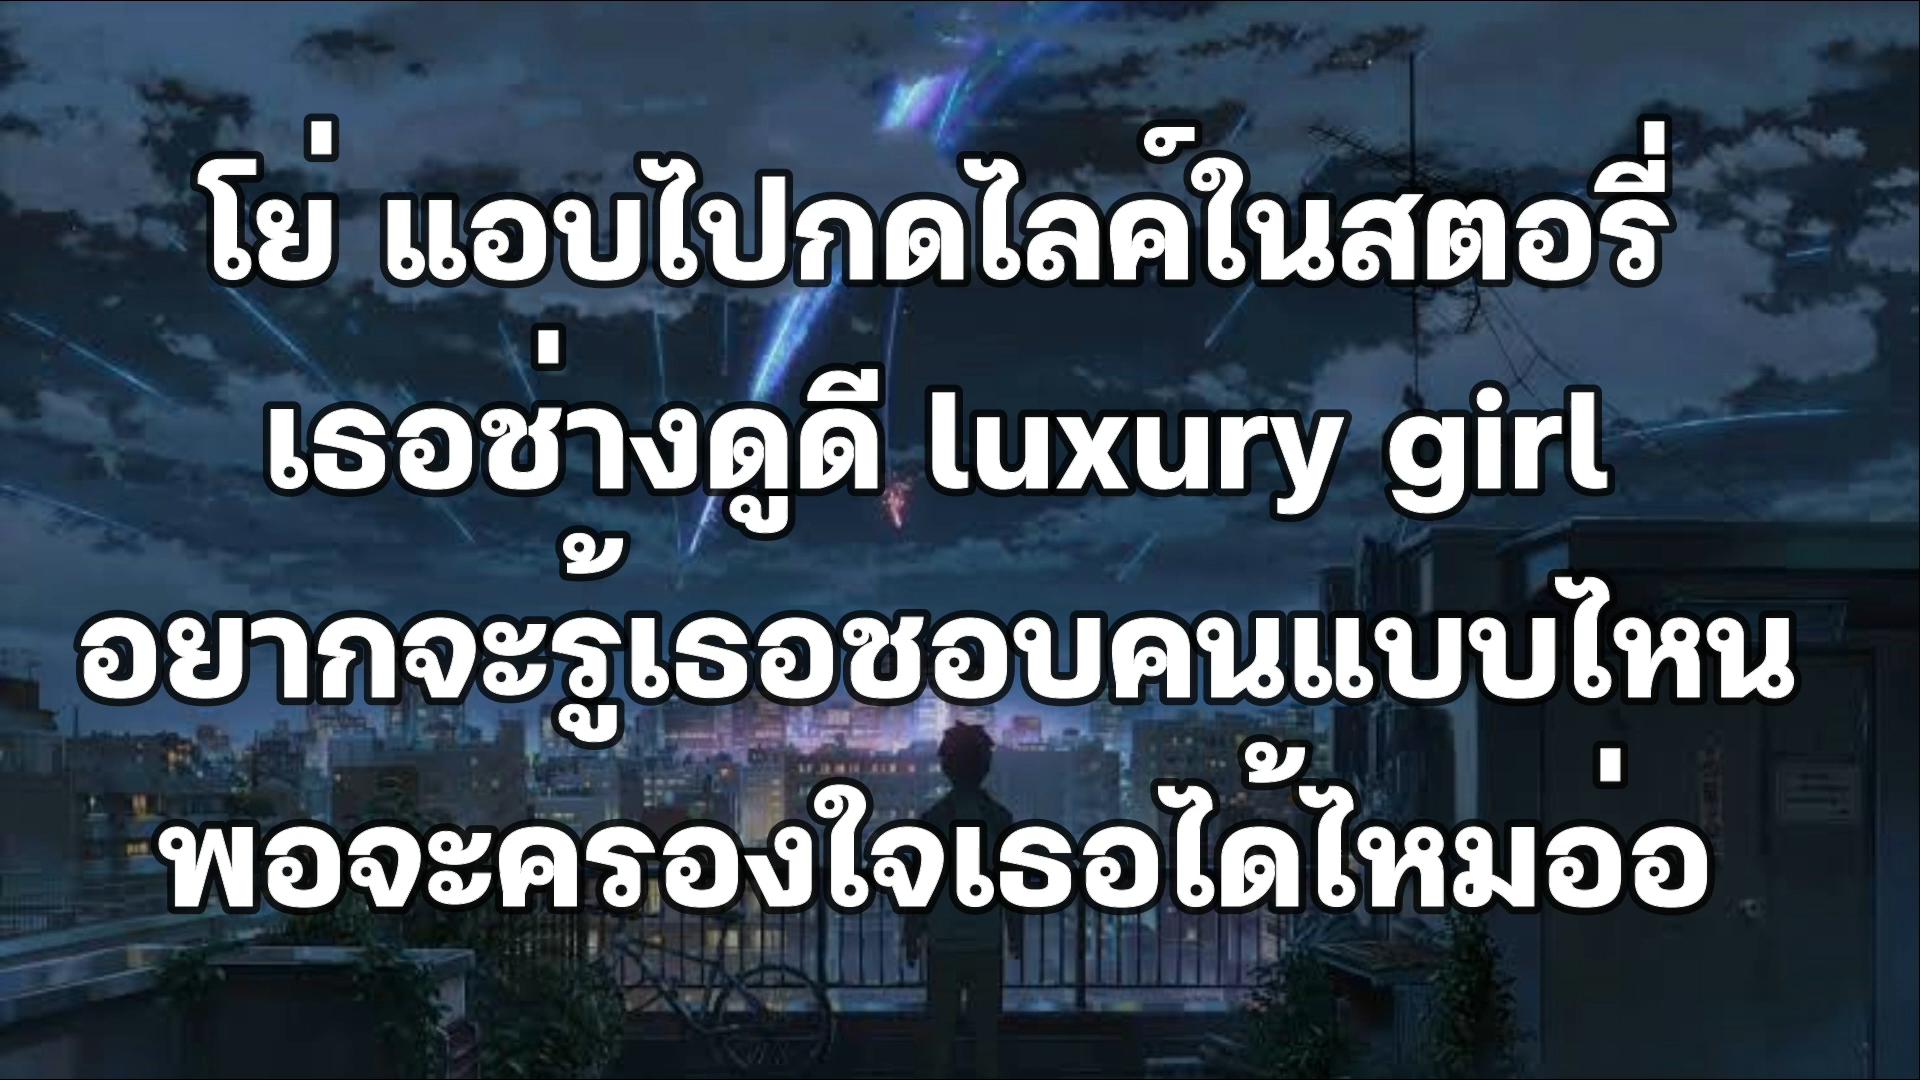 โย่ แอบไปกดไลค์ในสตอรี่
เธอช่างดูดี luxury girl
อยากจะรู้เธอชอบคนแบบไหน
พอจะครองใจเธอได้ไหมอ่อ